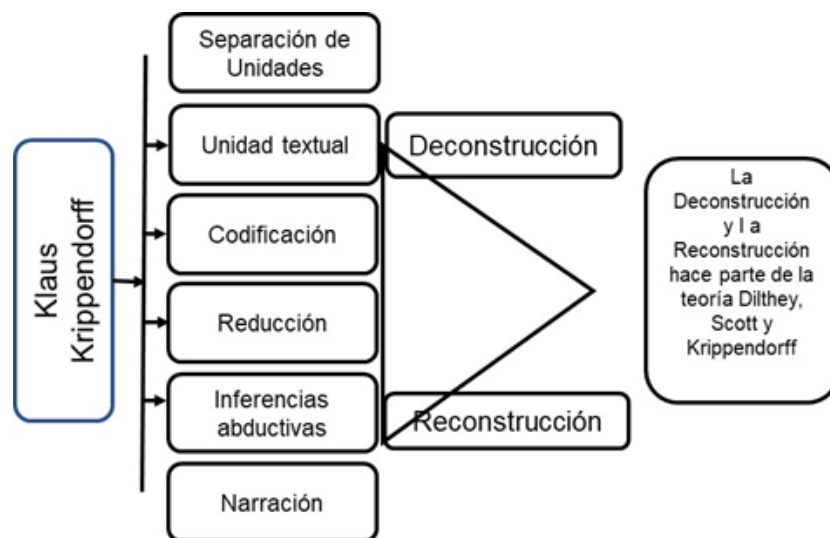 Klaus
Krippendorff
Separación de
Unidades
Unidad textual
Codificación
Reducción
Inferencias
abductivas
Narración
Deconstrucción
Reconstrucción
La
Deconstrucción
y l a
Reconstrucción
hace parte de la
teoría Dilthey,
Scott y
Krippendorff